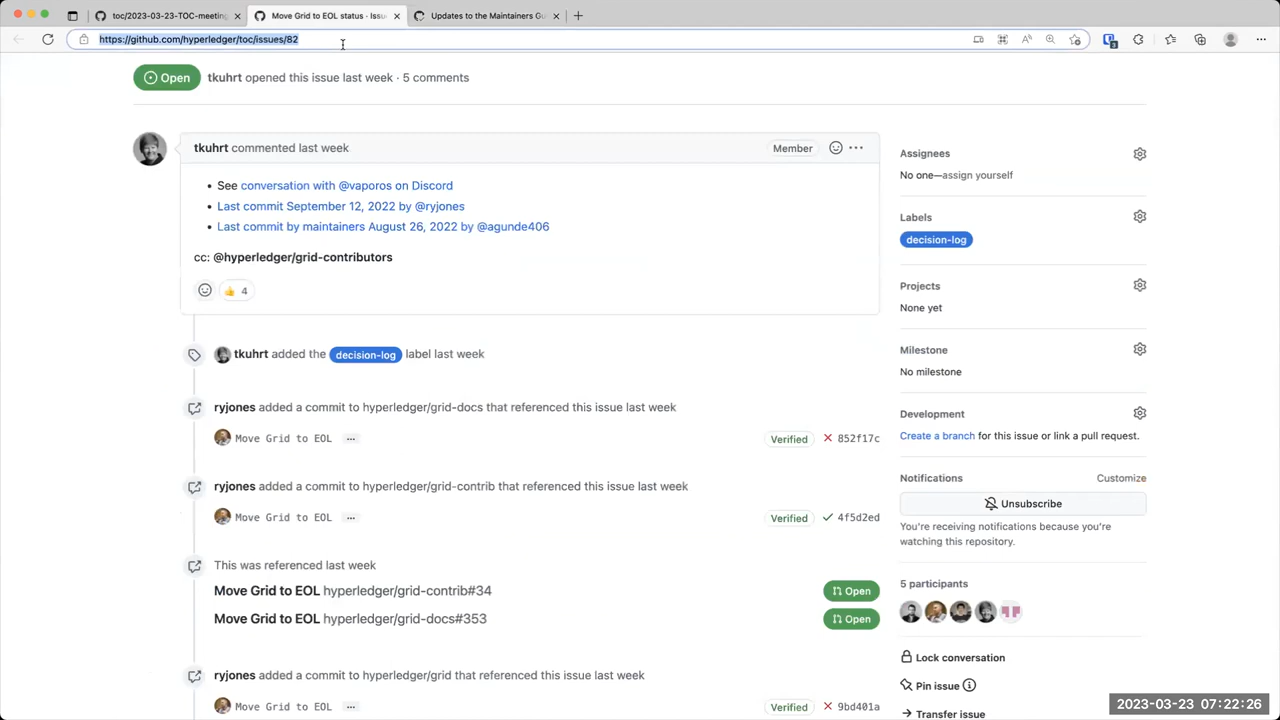 toc/2023-03-23-TOC-meeting
Move Grid to EOL status · Issu
Updates to the Maintainers Gu
https://github.com/hyperledger/toc/issues/82
Open
tkuhrt opened this issue last week · 5 comments
tkuhrt commented last week
Member
See conversation with @vaporos on Discord
Last commit September 12, 2022 by @ryjones
Last commit by maintainers August 26, 2022 by @agunde406
cc: @hyperledger/grid-contributors
👍 4
tkuhrt added the decision-log label last week
ryjones added a commit to hyperledger/grid-docs that referenced this issue last week
Move Grid to EOL ...
Verified
852f17c
ryjones added a commit to hyperledger/grid-contrib that referenced this issue last week
Move Grid to EOL ...
Verified
4f5d2ed
This was referenced last week
Move Grid to EOL hyperledger/grid-contrib#34
Open
Move Grid to EOL hyperledger/grid-docs#353
Open
ryjones added a commit to hyperledger/grid that referenced this issue last week
Move Grid to EOL ...
Verified
9bd401a
Assignees
No one—assign yourself
Labels
decision-log
Projects
None yet
Milestone
No milestone
Development
Create a branch for this issue or link a pull request.
Notifications
Customize
Unsubscribe
You're receiving notifications because you're
watching this repository.
5 participants
Lock conversation
Pin issue
Transfer issue
2023-03-23 07:22:26